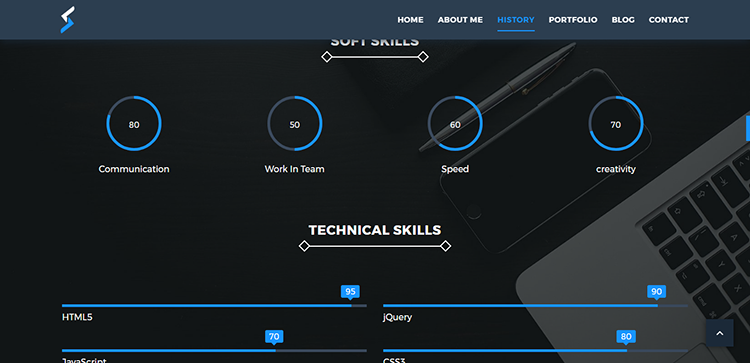 HOME ABOUT ME HISTORY PORTFOLIO BLOG CONTACT
SOFT SKILLS
80 50 60 70
Communication Work In Team Speed creativity
TECHNICAL SKILLS
95 90
HTML5 jQuery
70 80
JavaScript CSS3